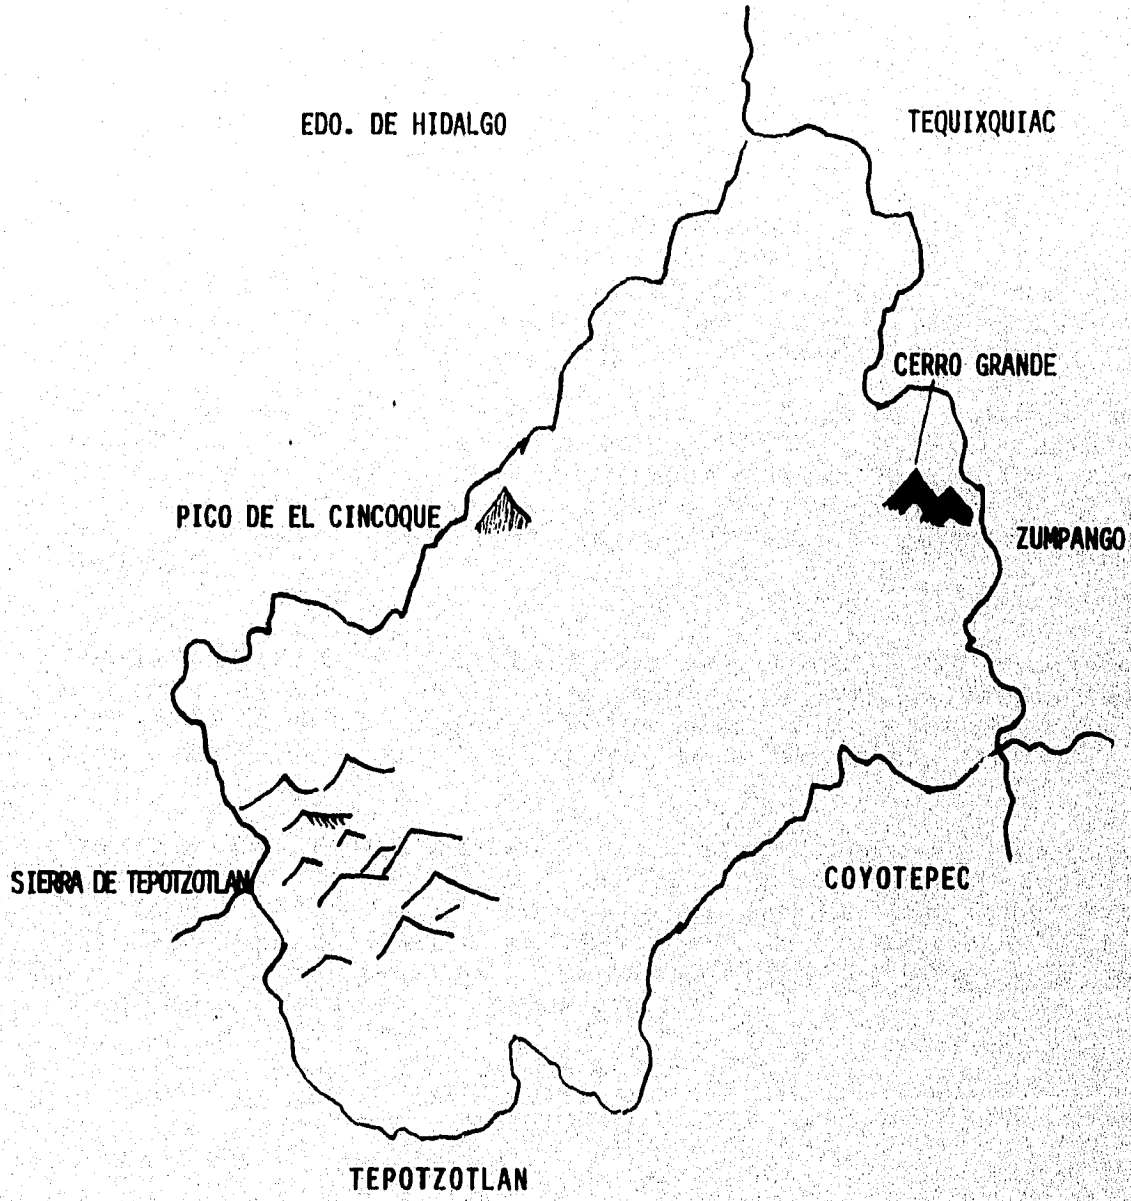 EDO. DE HIDALGO
TEQUIXQUIAC
CERRO GRANDE
PICO DE EL CINCOQUE
ZUMPANGO
SIERRA DE TEPOTZOTLAN
COYOTEPEC
TEPOTZOTLAN